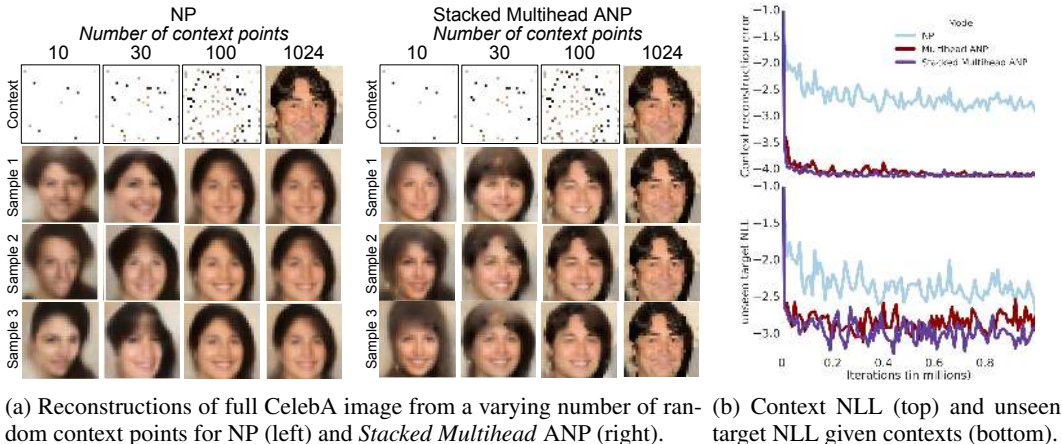 NP
Number of context points
10 30 100 1024
Context
Sample 1
Sample 2
Sample 3
Stacked Multihead ANP
Number of context points
10 30 100 1024
Context
Sample 1
Sample 2
Sample 3
Mode
NP
Multihead ANP
Stacked Multihead ANP
Context reconstruction error
−1.0
−1.5
−2.0
−2.5
−3.0
−3.5
−4.0
unseen target NLL
−1.0
−1.5
−2.0
−2.5
−3.0
0 0.2 0.4 0.6 0.8
Iterations (in millions)
(a) Reconstructions of full CelebA image from a varying number of ran-
dom context points for NP (left) and Stacked Multihead ANP (right).
(b) Context NLL (top) and unseen
target NLL given contexts (bottom).